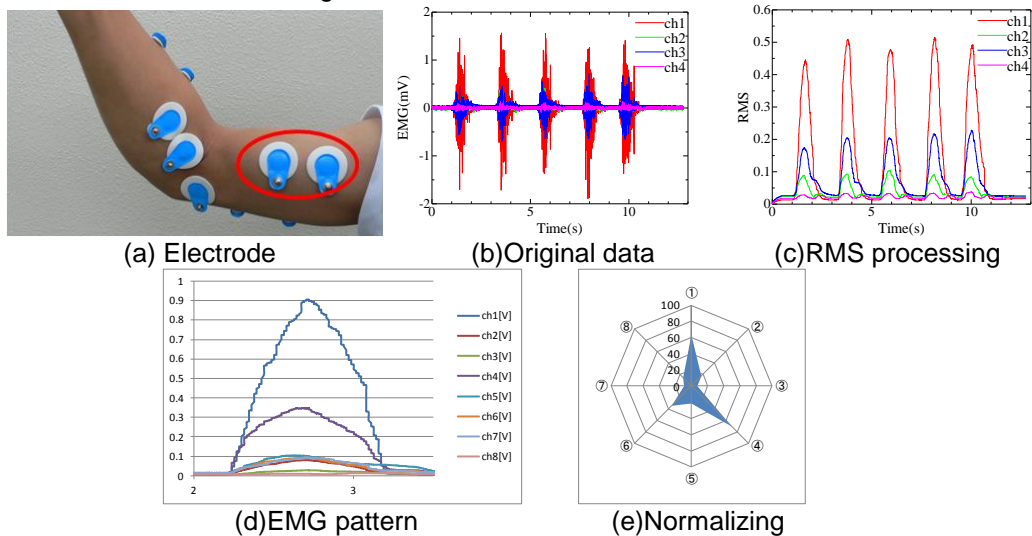 2
1
0
-1
-2
EMG(mV)
0 5 10
Time(s)
ch1
ch2
ch3
ch4
0.6
0.5
0.4
0.3
0.2
0.1
0
RMS
0 5 10
Time(s)
ch1
ch2
ch3
ch4
(a) Electrode
(b)Original data
(c)RMS processing
1
0.9
0.8
0.7
0.6
0.5
0.4
0.3
0.2
0.1
0
2 3
ch1[V]
ch2[V]
ch3[V]
ch4[V]
ch5[V]
ch6[V]
ch7[V]
ch8[V]
①
②
③
④
⑤
⑥
⑦
⑧
100
80
60
40
20
0
(d)EMG pattern
(e)Normalizing